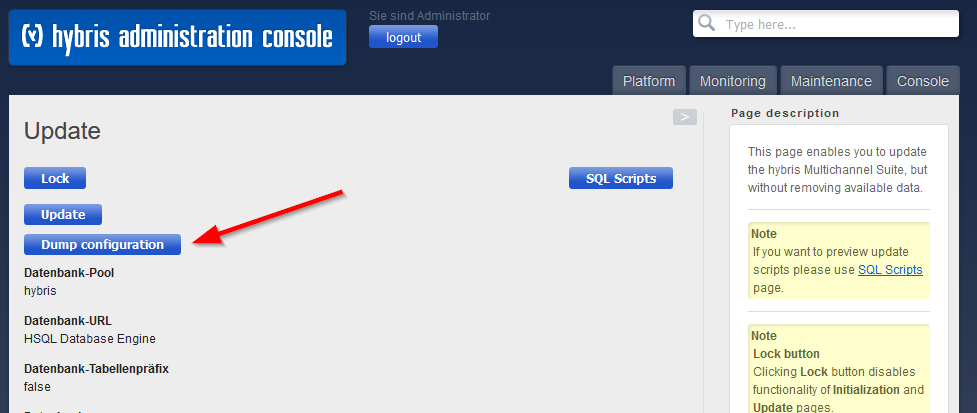 (y) hybris administration console
Sie sind Administrator
logout
Type here...
Platform
Monitoring
Maintenance
Console
Update
>
Lock
SQL Scripts
Update
Dump configuration
Datenbank-Pool
hybris
Datenbank-URL
HSQL Database Engine
Datenbank-Tabellenpräfix
false
Page description
This page enables you to update
the hybris Multichannel Suite, but
without removing available data.
Note
If you want to preview update
scripts please use SQL Scripts
page.
Note
Lock button
Clicking Lock button disables
functionality of Initialization and
Update pages.